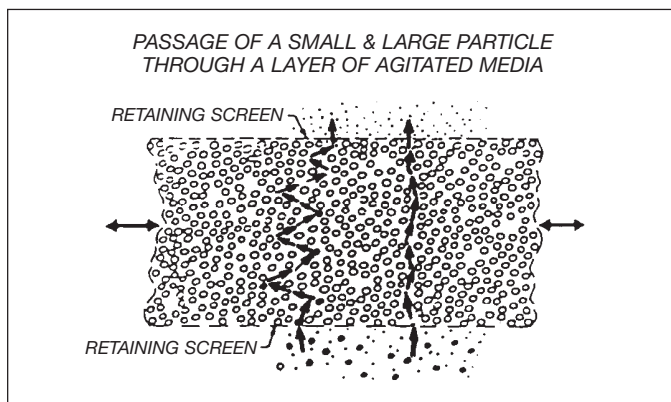 PASSAGE OF A SMALL & LARGE PARTICLE
THROUGH A LAYER OF AGITATED MEDIA
RETAINING SCREEN
RETAINING SCREEN